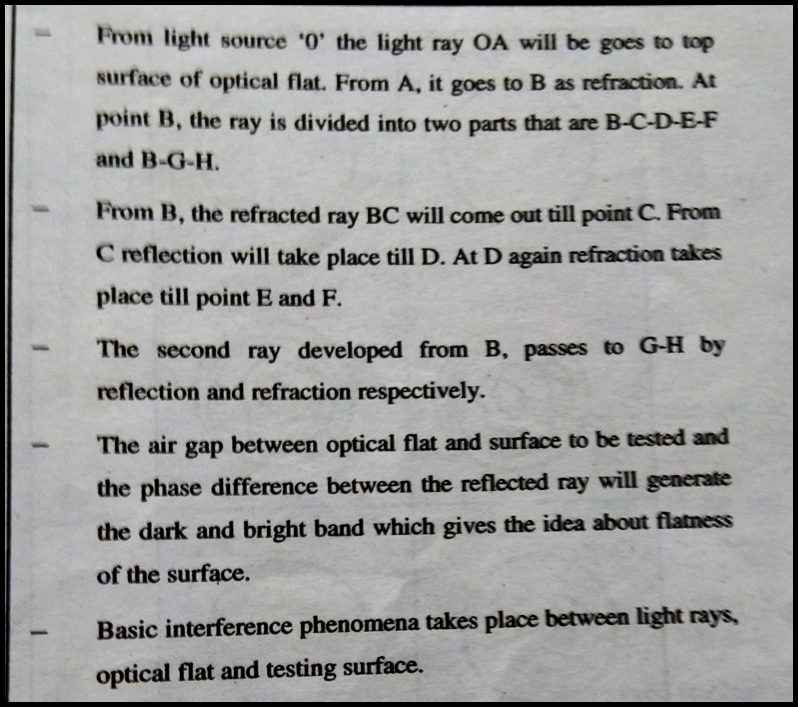 – From light source ‘0’ the light ray OA will be goes to top
surface of optical flat. From A, it goes to B as refraction. At
point B, the ray is divided into two parts that are B-C-D-E-F
and B-G-H.
– From B, the refracted ray BC will come out till point C. From
C reflection will take place till D. At D again refraction takes
place till point E and F.
– The second ray developed from B, passes to G-H by
reflection and refraction respectively.
– The air gap between optical flat and surface to be tested and
the phase difference between the reflected ray will generate
the dark and bright band which gives the idea about flatness
of the surface.
– Basic interference phenomena takes place between light rays,
optical flat and testing surface.